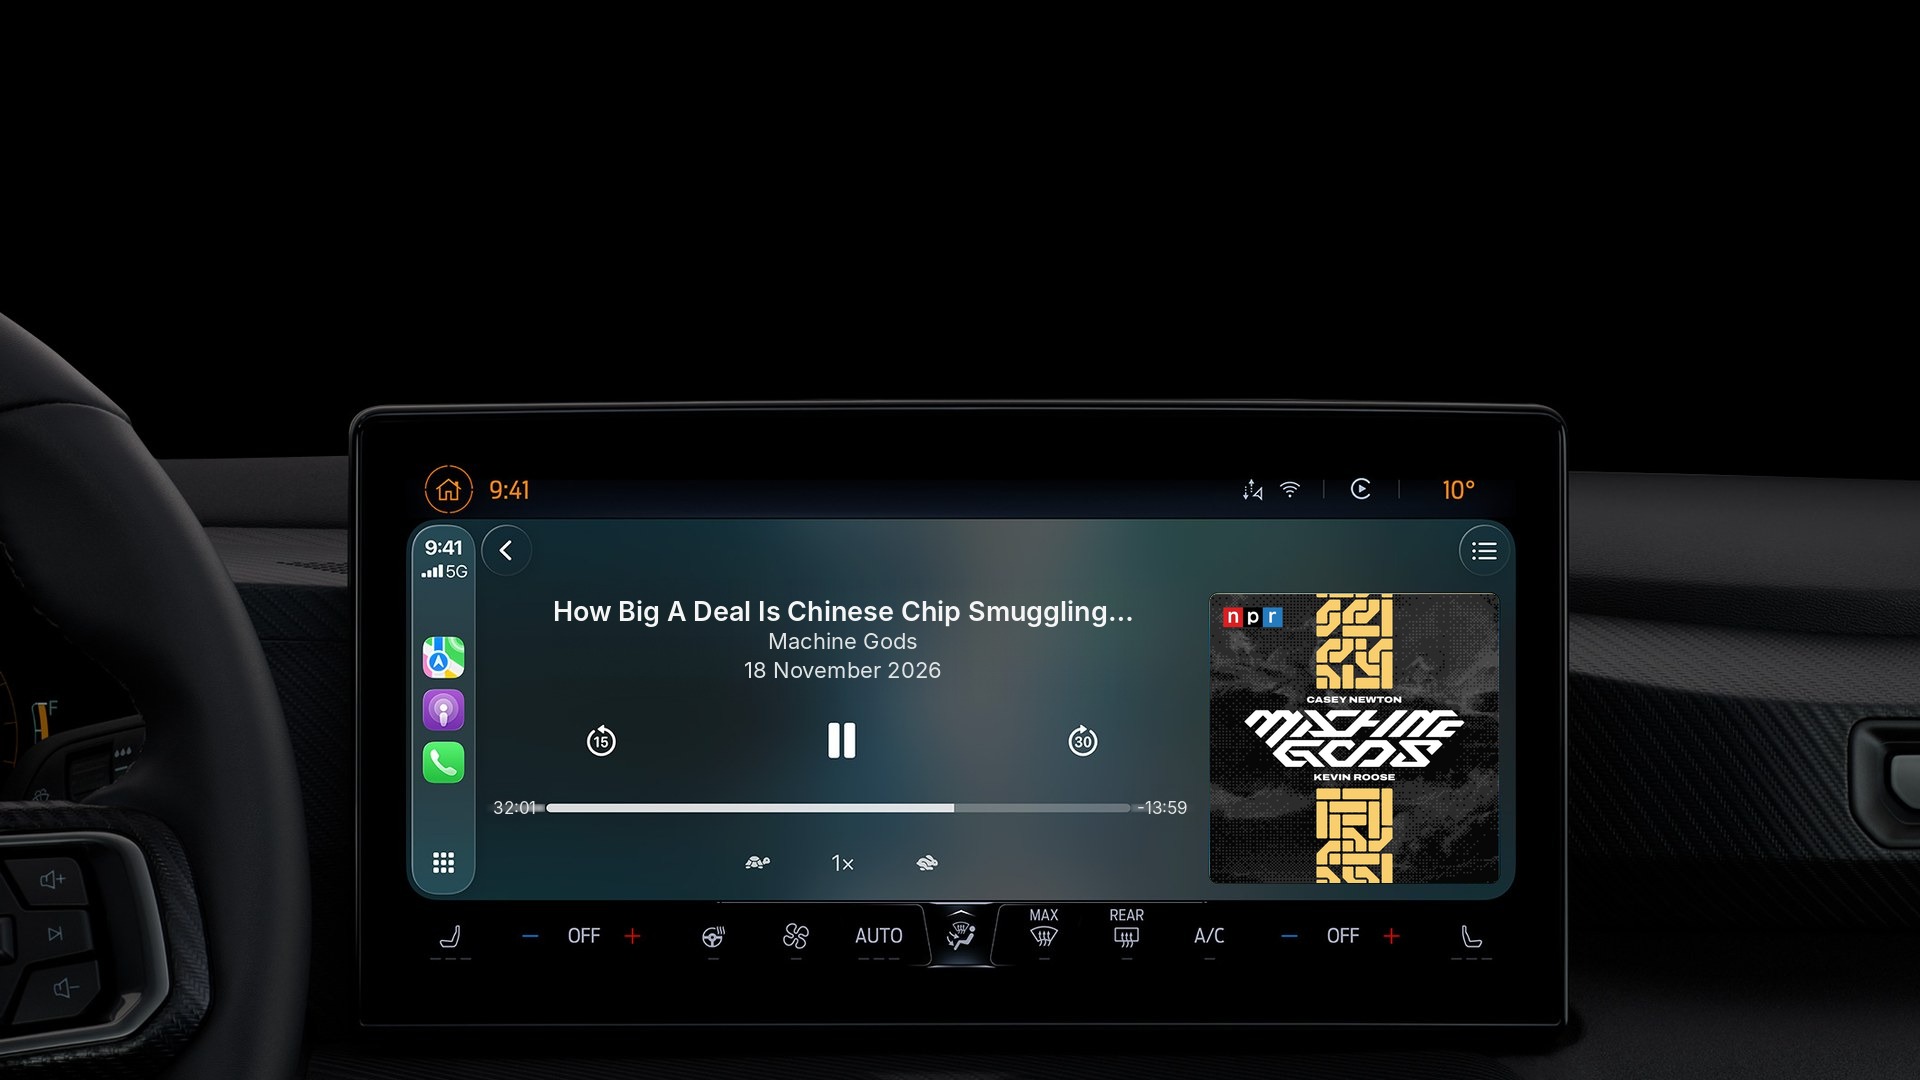 9:41
10°
9:41
5G
How Big A Deal Is Chinese Chip Smuggling...
Machine Gods
18 November 2026
15
30
32:01
-13:59
1×
npr
CASEY NEWTON
MACHINE
GODS
KEVIN ROOSE
F
OFF
AUTO
MAX
REAR
A/C
OFF